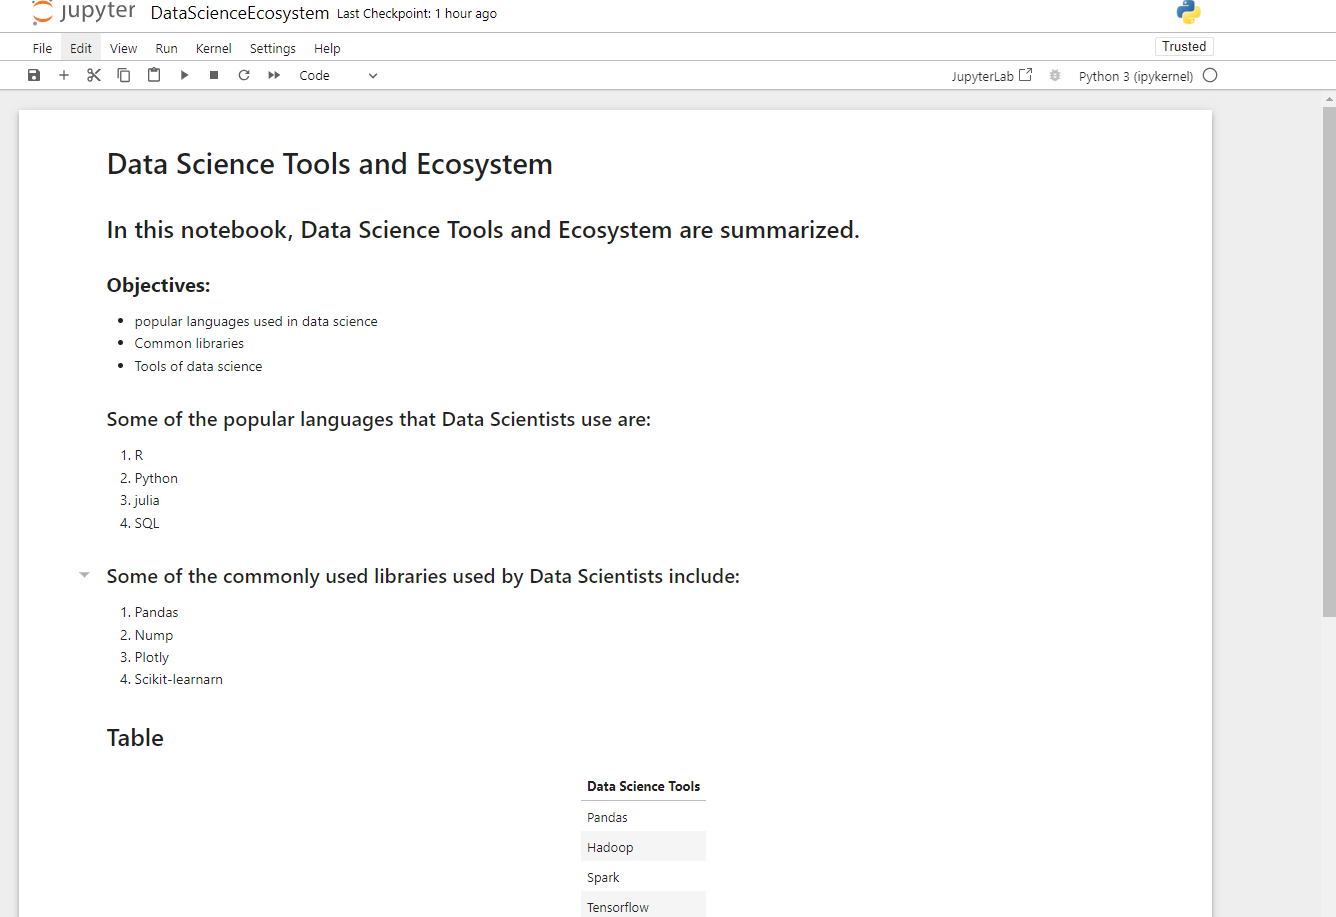 jupyter DataScienceEcosystem Last Checkpoint: 1 hour ago
File Edit View Run Kernel Settings Help Trusted
Code JupyterLab Python 3 (ipykernel)
Data Science Tools and Ecosystem
In this notebook, Data Science Tools and Ecosystem are summarized.
Objectives:
• popular languages used in data science
• Common libraries
• Tools of data science
Some of the popular languages that Data Scientists use are:
1. R
2. Python
3. julia
4. SQL
Some of the commonly used libraries used by Data Scientists include:
1. Pandas
2. Nump
3. Plotly
4. Scikit-learnarn
Table
Data Science Tools
Pandas
Hadoop
Spark
Tensorflow